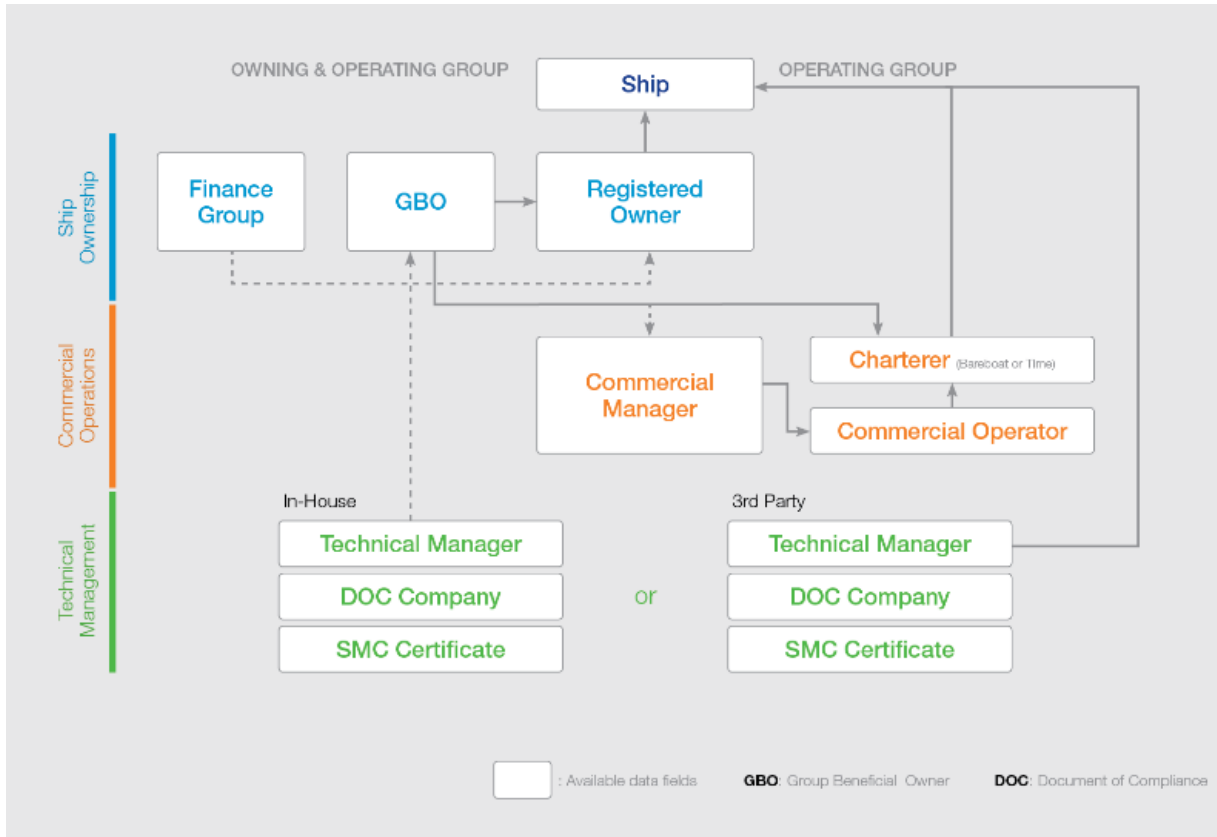 OWNING & OPERATING GROUP
Ship
OPERATING GROUP
Ship
Ownership
Finance
Group
GBO
Registered
Owner
Commercial
Operations
Commercial
Manager
Charterer (Bareboat or Time)
Commercial Operator
Technical
Management
In-House
Technical Manager
DOC Company
SMC Certificate
or
3rd Party
Technical Manager
DOC Company
SMC Certificate
: Available data fields
GBO: Group Beneficial Owner
DOC: Document of Compliance